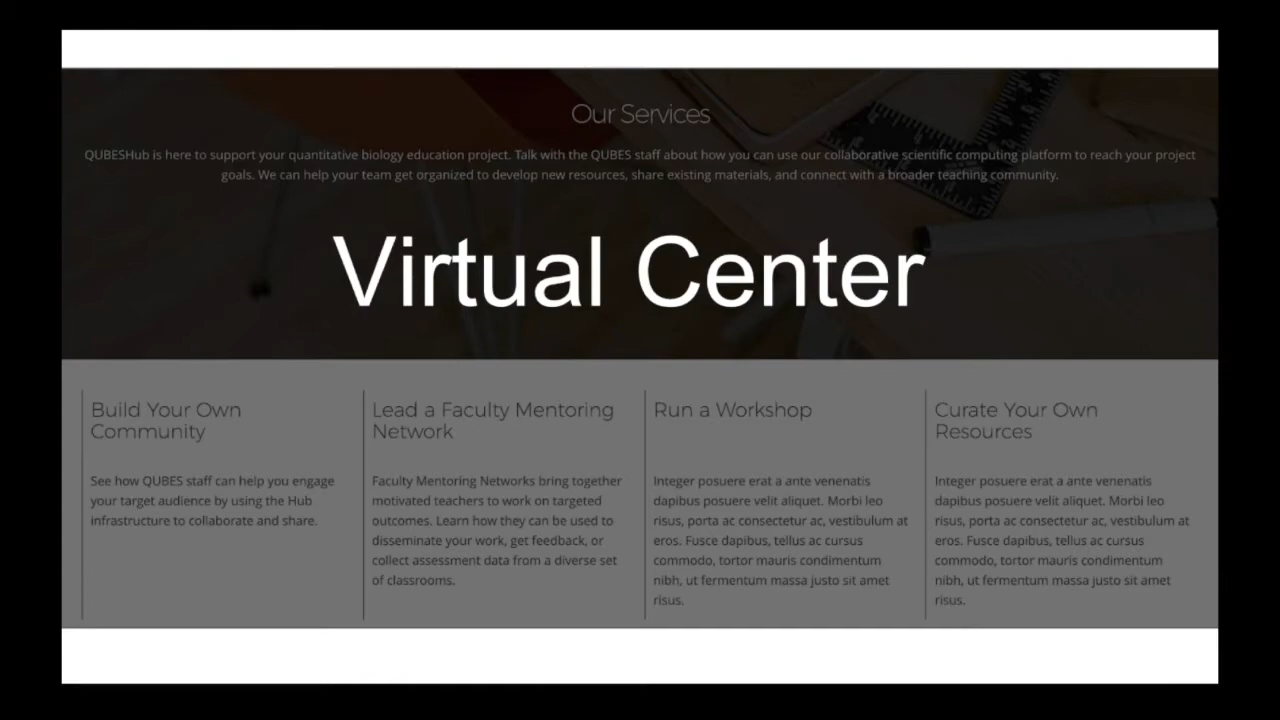 Our Services
QUBESHub is here to support your quantitative biology education project. Talk with the QUBES staff about how you can use our collaborative scientific computing platform to reach your project
goals. We can help your team get organized to develop new resources, share existing materials, and connect with a broader teaching community.
Virtual Center
Build Your Own
Community
See how QUBES staff can help you engage
your target audience by using the Hub
infrastructure to collaborate and share.
Lead a Faculty Mentoring
Network
Faculty Mentoring Networks bring together
motivated teachers to work on targeted
outcomes. Learn how they can be used to
disseminate your work, get feedback, or
collect assessment data from a diverse set
of classrooms.
Run a Workshop
Integer posuere erat a ante venenatis
dapibus posuere velit aliquet. Morbi leo
risus, porta ac consectetur ac, vestibulum at
eros. Fusce dapibus, tellus ac cursus
commodo, tortor mauris condimentum
nibh, ut fermentum massa justo sit amet
risus.
Curate Your Own
Resources
Integer posuere erat a ante venenatis
dapibus posuere velit aliquet. Morbi leo
risus, porta ac consectetur ac, vestibulum at
eros. Fusce dapibus, tellus ac cursus
commodo, tortor mauris condimentum
nibh, ut fermentum massa justo sit amet
risus.